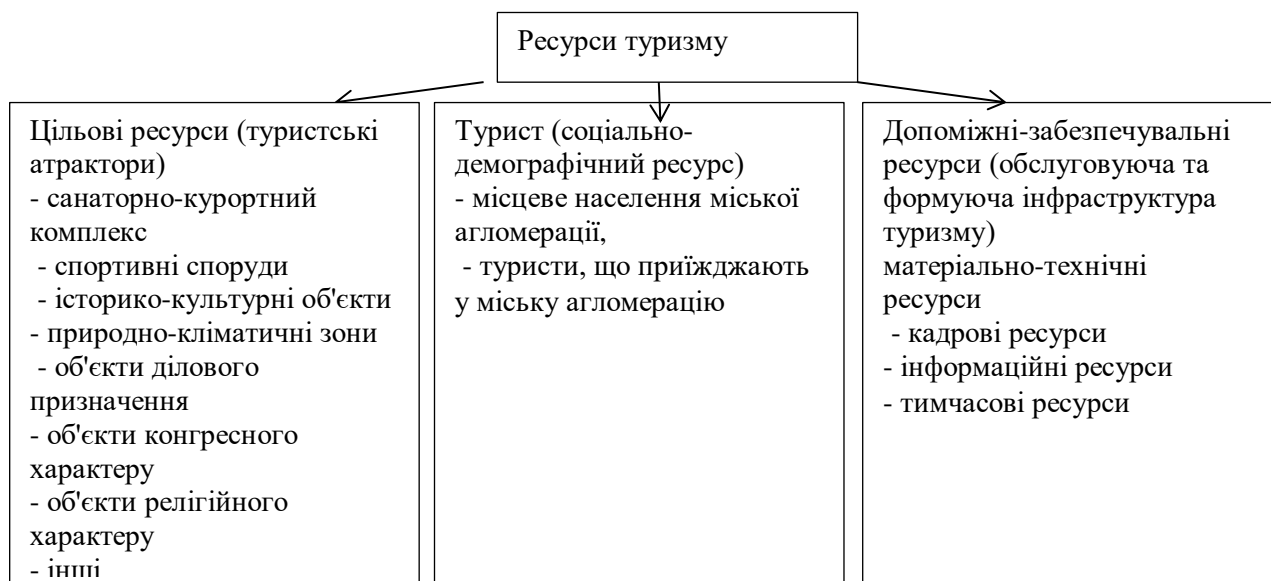 Ресурси туризму
Цільові ресурси (туристські
атрактори)
- санаторно-курортний
комплекс
- спортивні споруди
- історико-культурні об'єкти
- природно-кліматичні зони
- об'єкти ділового
призначення
- об'єкти конгресного
характеру
- об'єкти релігійного
характеру
- інші
Турист (соціально-
демографічний ресурс)
- місцеве населення міської
агломерації,
- туристи, що приїжджають
у міську агломерацію
Допоміжні-забезпечувальні
ресурси (обслуговуюча та
формуюча інфраструктура
туризму)
матеріально-технічні
ресурси
- кадрові ресурси
- інформаційні ресурси
- тимчасові ресурси